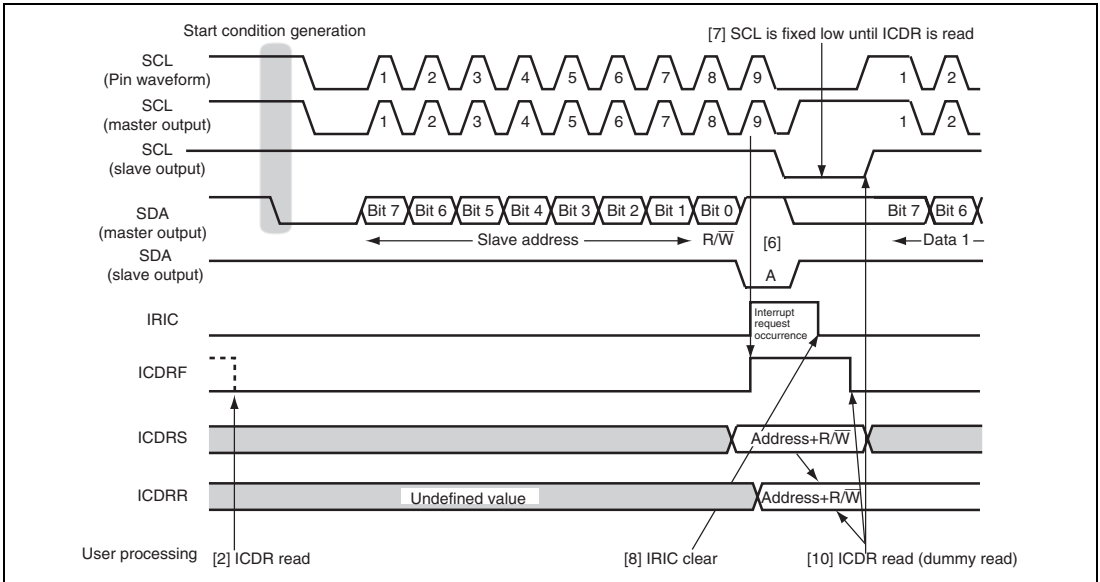 Start condition generation
[7] SCL is fixed low until ICDR is read
SCL
(Pin waveform)
1 2 3 4 5 6 7 8 9 1 2
SCL
(master output)
1 2 3 4 5 6 7 8 9 1 2
SCL
(slave output)
SDA
(master output)
Bit 7 Bit 6 Bit 5 Bit 4 Bit 3 Bit 2 Bit 1 Bit 0 Bit 7 Bit 6
Slave address R/W̅ [6] Data 1
SDA
(slave output)
A
IRIC
Interrupt
request
occurrence
ICDRF
ICDRS
Address+R/W̅
ICDRR
Undefined value
Address+R/W̅
User processing
[2] ICDR read
[8] IRIC clear
[10] ICDR read (dummy read)